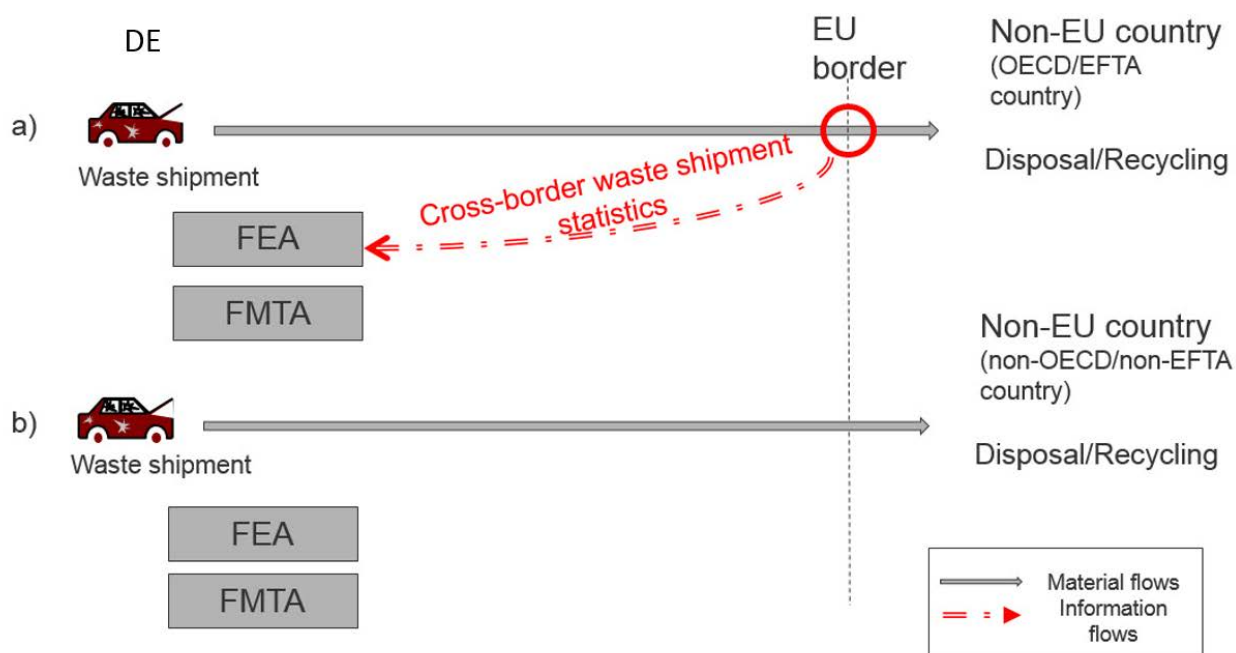 DE
EU
border
Non-EU country
(OECD/EFTA
country)
a)
Waste shipment
Disposal/Recycling
Cross-border waste shipment
statistics
FEA
FMTA
Non-EU country
(non-OECD/non-EFTA
country)
b)
Waste shipment
Disposal/Recycling
FEA
FMTA
Material flows
Information
flows